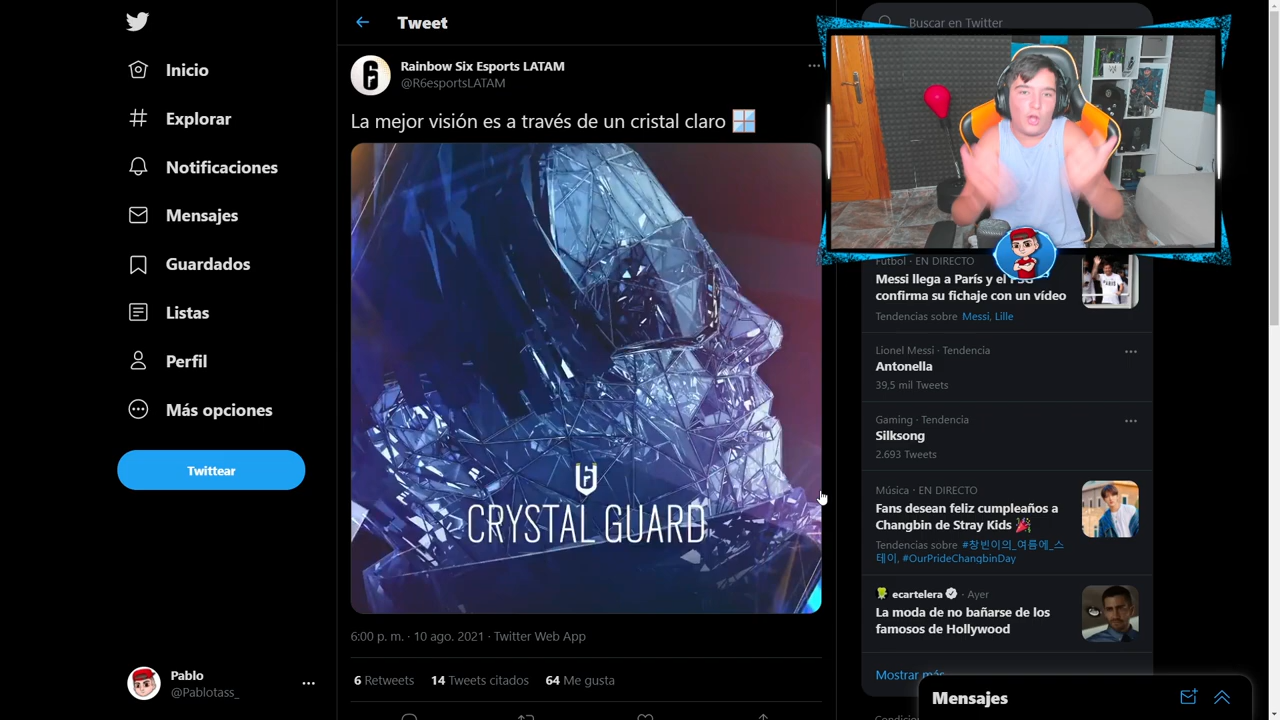 Inicio
Explorar
Notificaciones
Mensajes
Guardados
Listas
Perfil
Más opciones
Twittear
Pablo
@Pablotass_
Tweet
Rainbow Six Esports LATAM
@R6esportsLATAM
La mejor visión es a través de un cristal claro
CRYSTAL GUARD
6:00 p. m. · 10 ago. 2021 · Twitter Web App
6 Retweets 14 Tweets citados 64 Me gusta
Buscar en Twitter
Fútbol · EN DIRECTO
Messi llega a París y el PSG
confirma su fichaje con un vídeo
Tendencias sobre Messi, Lille
Lionel Messi · Tendencia
Antonella
39,5 mil Tweets
Gaming · Tendencia
Silksong
2.693 Tweets
Música · EN DIRECTO
Fans desean feliz cumpleaños a
Changbin de Stray Kids
Tendencias sobre #창빈이의_여름에_스
테이, #OurPrideChangbinDay
ecartelera · Ayer
La moda de no bañarse de los
famosos de Hollywood
Mostrar más
Mensajes